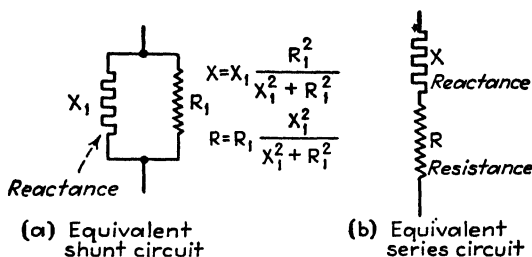 X₁
Reactance
R₁
X=X₁ R₁² / X₁² + R₁²
R=R₁ X₁² / X₁² + R₁²
X
Reactance
R
Resistance
(a) Equivalent
shunt circuit
(b) Equivalent
series circuit